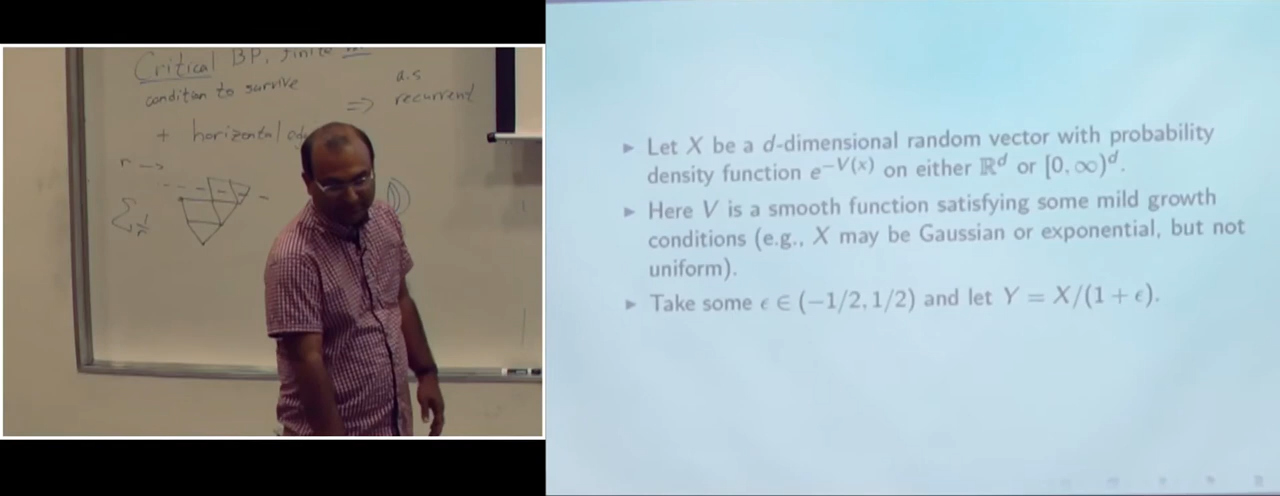 Critical BP, finite
condition to survive
a.s
⇒ recurrent
+ horizontal
r →
Σ 1/r
▸ Let X be a d-dimensional random vector with probability
density function e^{−V(x)} on either ℝ^d or [0, ∞)^d.
▸ Here V is a smooth function satisfying some mild growth
conditions (e.g., X may be Gaussian or exponential, but not
uniform).
▸ Take some ϵ ∈ (−1/2, 1/2) and let Y = X/(1 + ϵ).